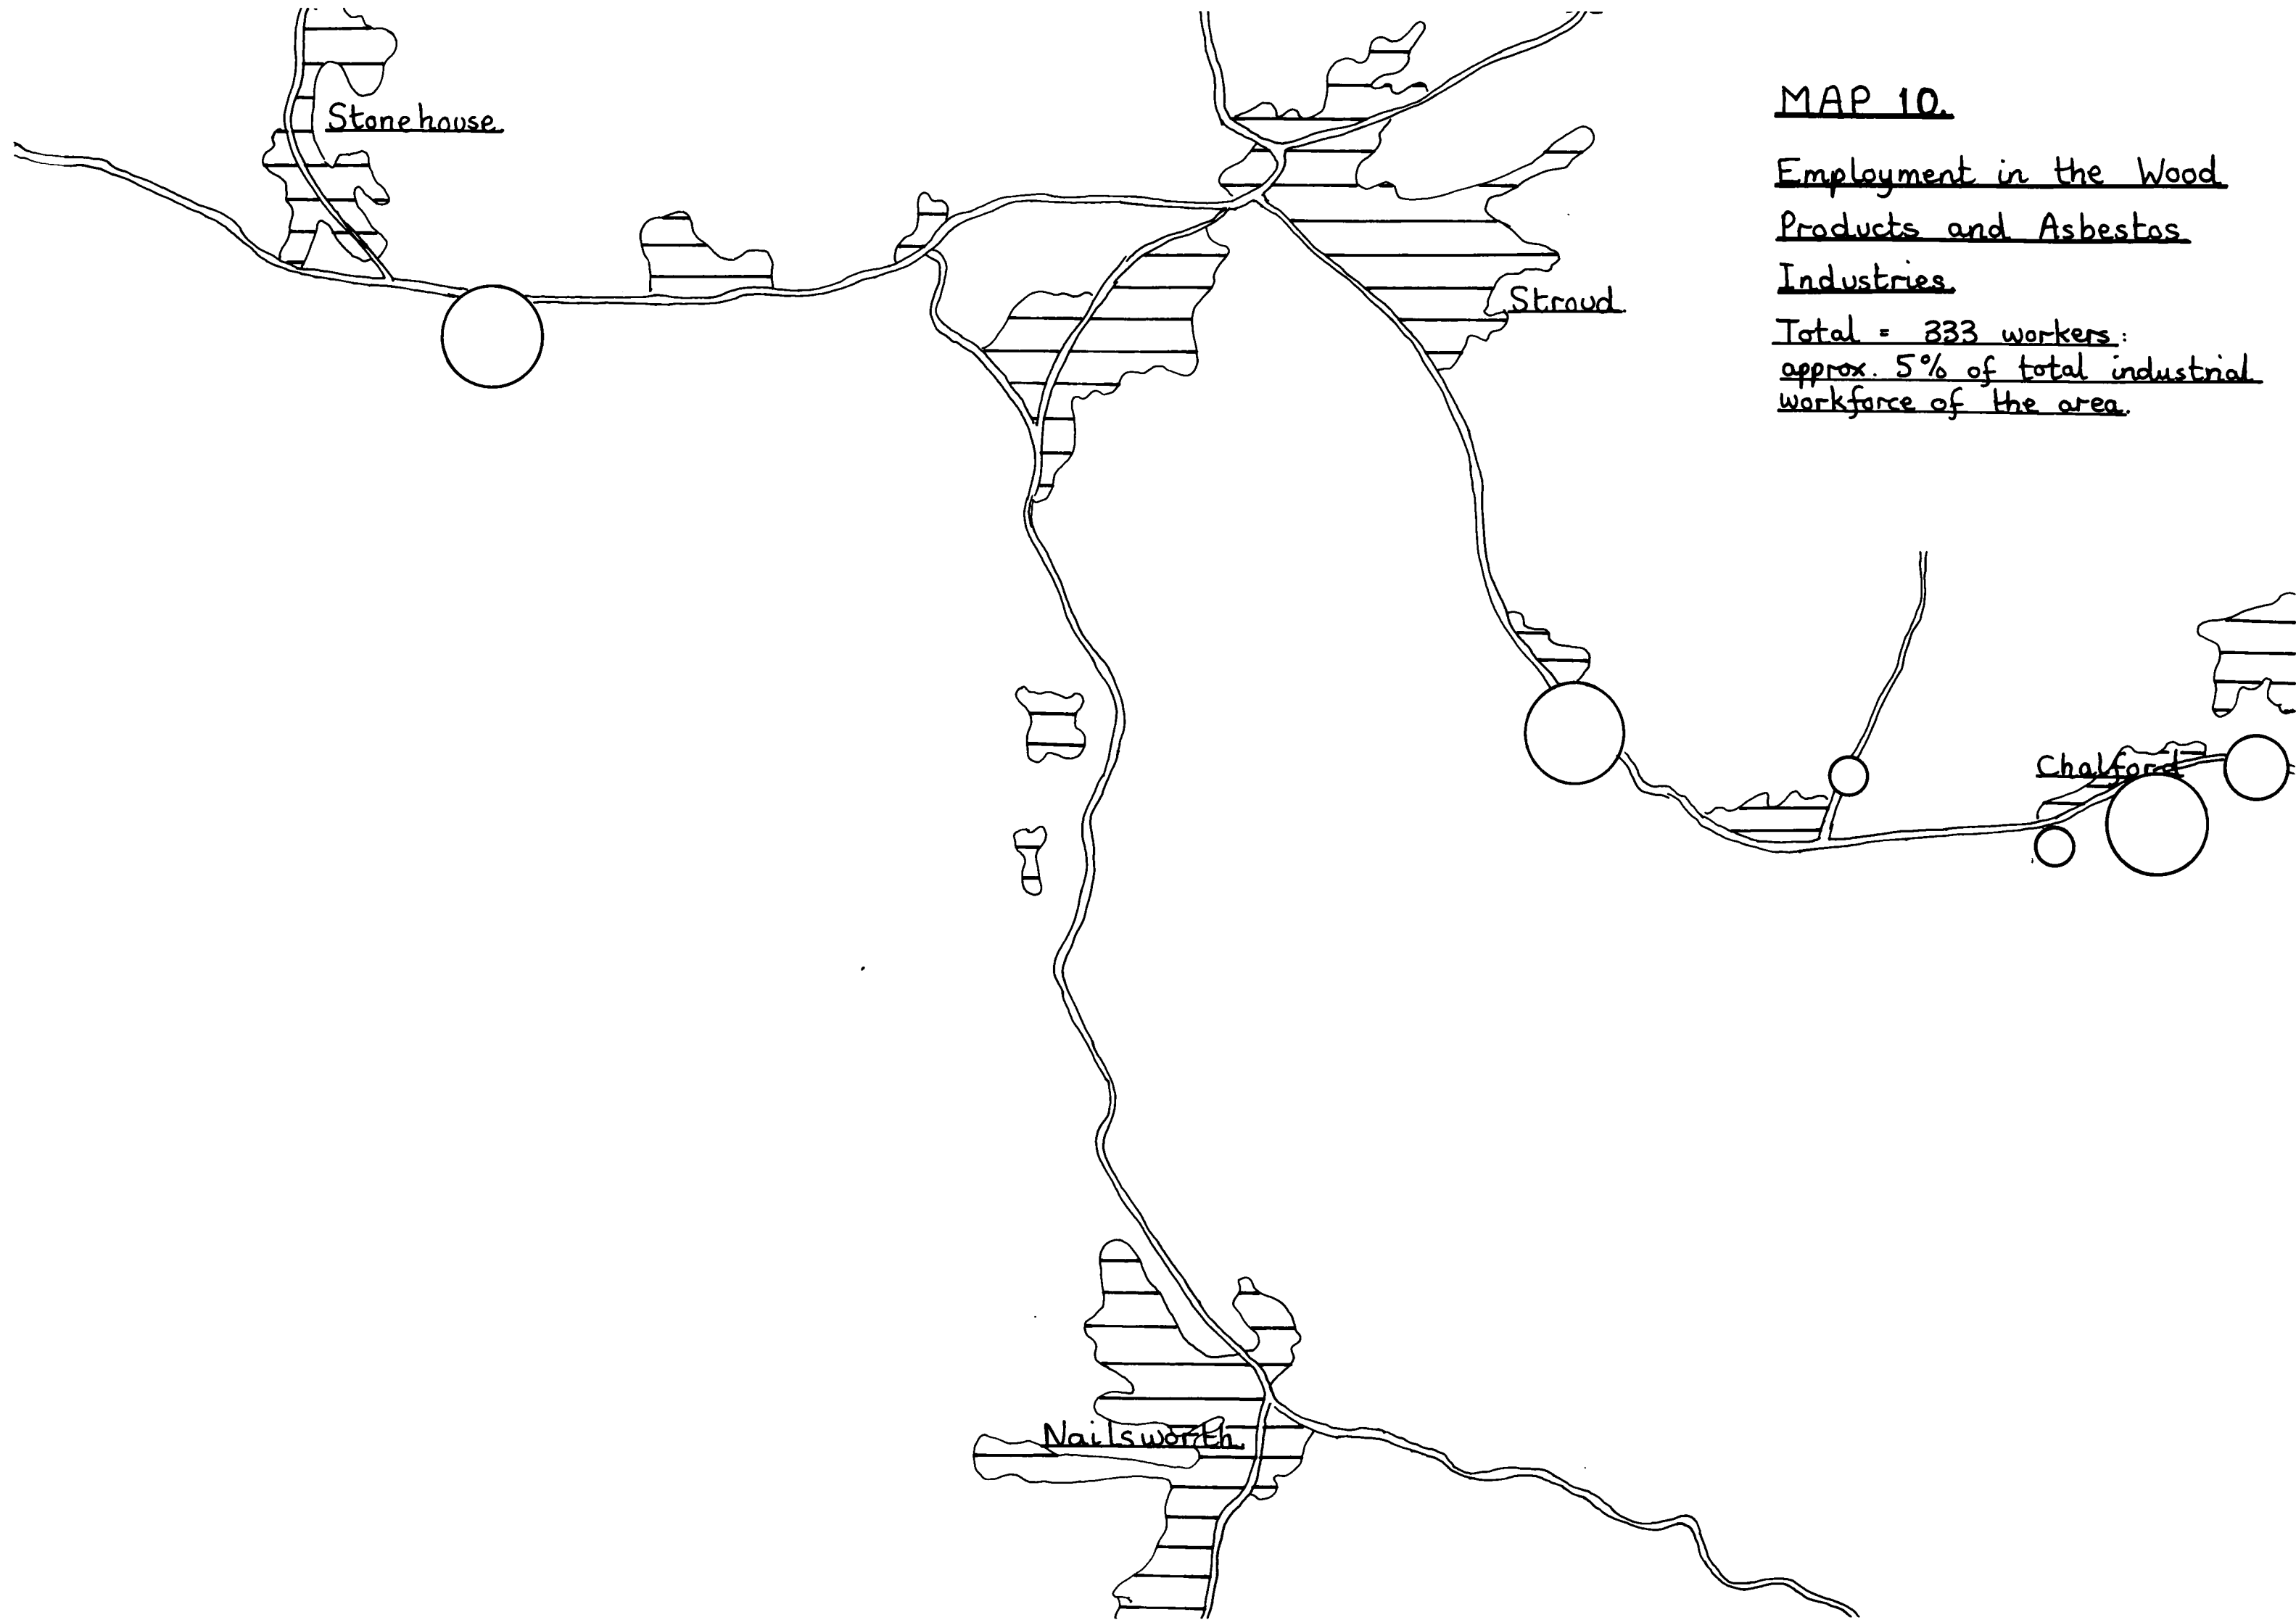 Stonehouse
MAP 10.
Employment in the Wood
Products and Asbestos
Industries.
Total = 333 workers:
approx. 5% of total industrial
workforce of the area.
Stroud.
Chalford
Nailsworth.